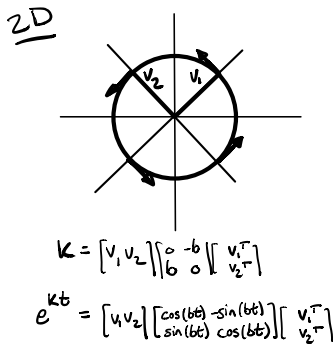 2D
V₂ V₁
K = [V₁ V₂] [0 -b] [V₁ᵀ]
[b 0] [V₂ᵀ]
e^Kt = [V₁ V₂] [cos(bt) -sin(bt)] [V₁ᵀ]
[sin(bt) cos(bt)] [V₂ᵀ]